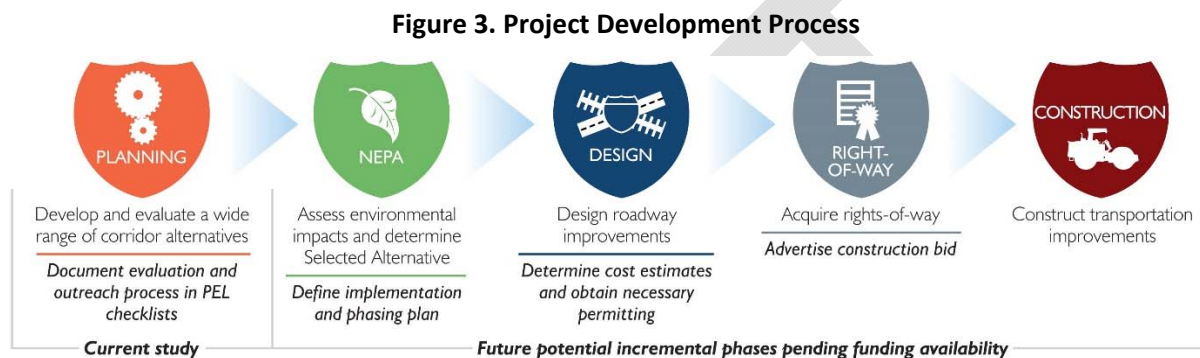 Figure 3. Project Development Process
PLANNING
Develop and evaluate a wide
range of corridor alternatives
Document evaluation and
outreach process in PEL
checklists
NEPA
Assess environmental
impacts and determine
Selected Alternative
Define implementation
and phasing plan
DESIGN
Design roadway
improvements
Determine cost estimates
and obtain necessary
permitting
RIGHT-
OF-WAY
Acquire rights-of-way
Advertise construction bid
CONSTRUCTION
Construct transportation
improvements
Current study
Future potential incremental phases pending funding availability